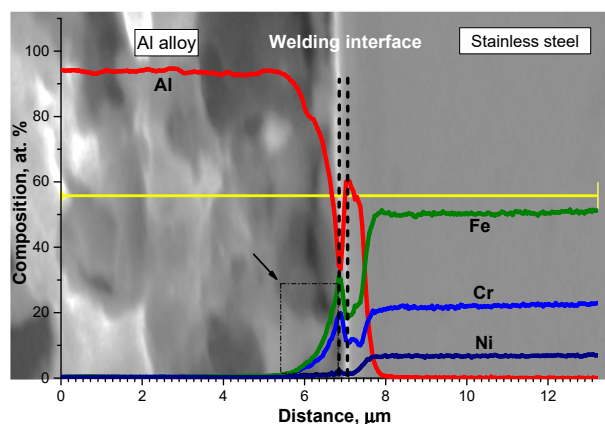 Al alloy
Welding interface
Stainless steel
Al
Fe
Cr
Ni
Composition, at. %
100
80
60
40
20
0
0 2 4 6 8 10 12
Distance, μm